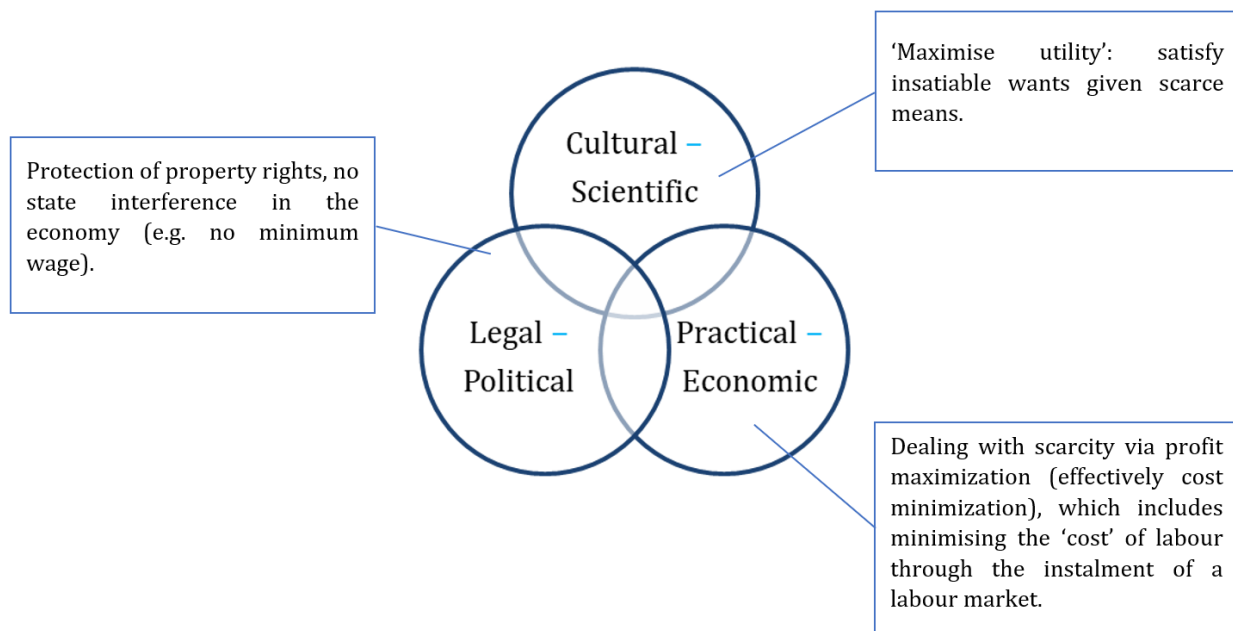 ‘Maximise utility’: satisfy
insatiable wants given scarce
means.
Cultural –
Scientific
Protection of property rights, no
state interference in the
economy (e.g. no minimum
wage).
Legal –
Political
Practical –
Economic
Dealing with scarcity via profit
maximization (effectively cost
minimization), which includes
minimising the ‘cost’ of labour
through the instalment of a
labour market.